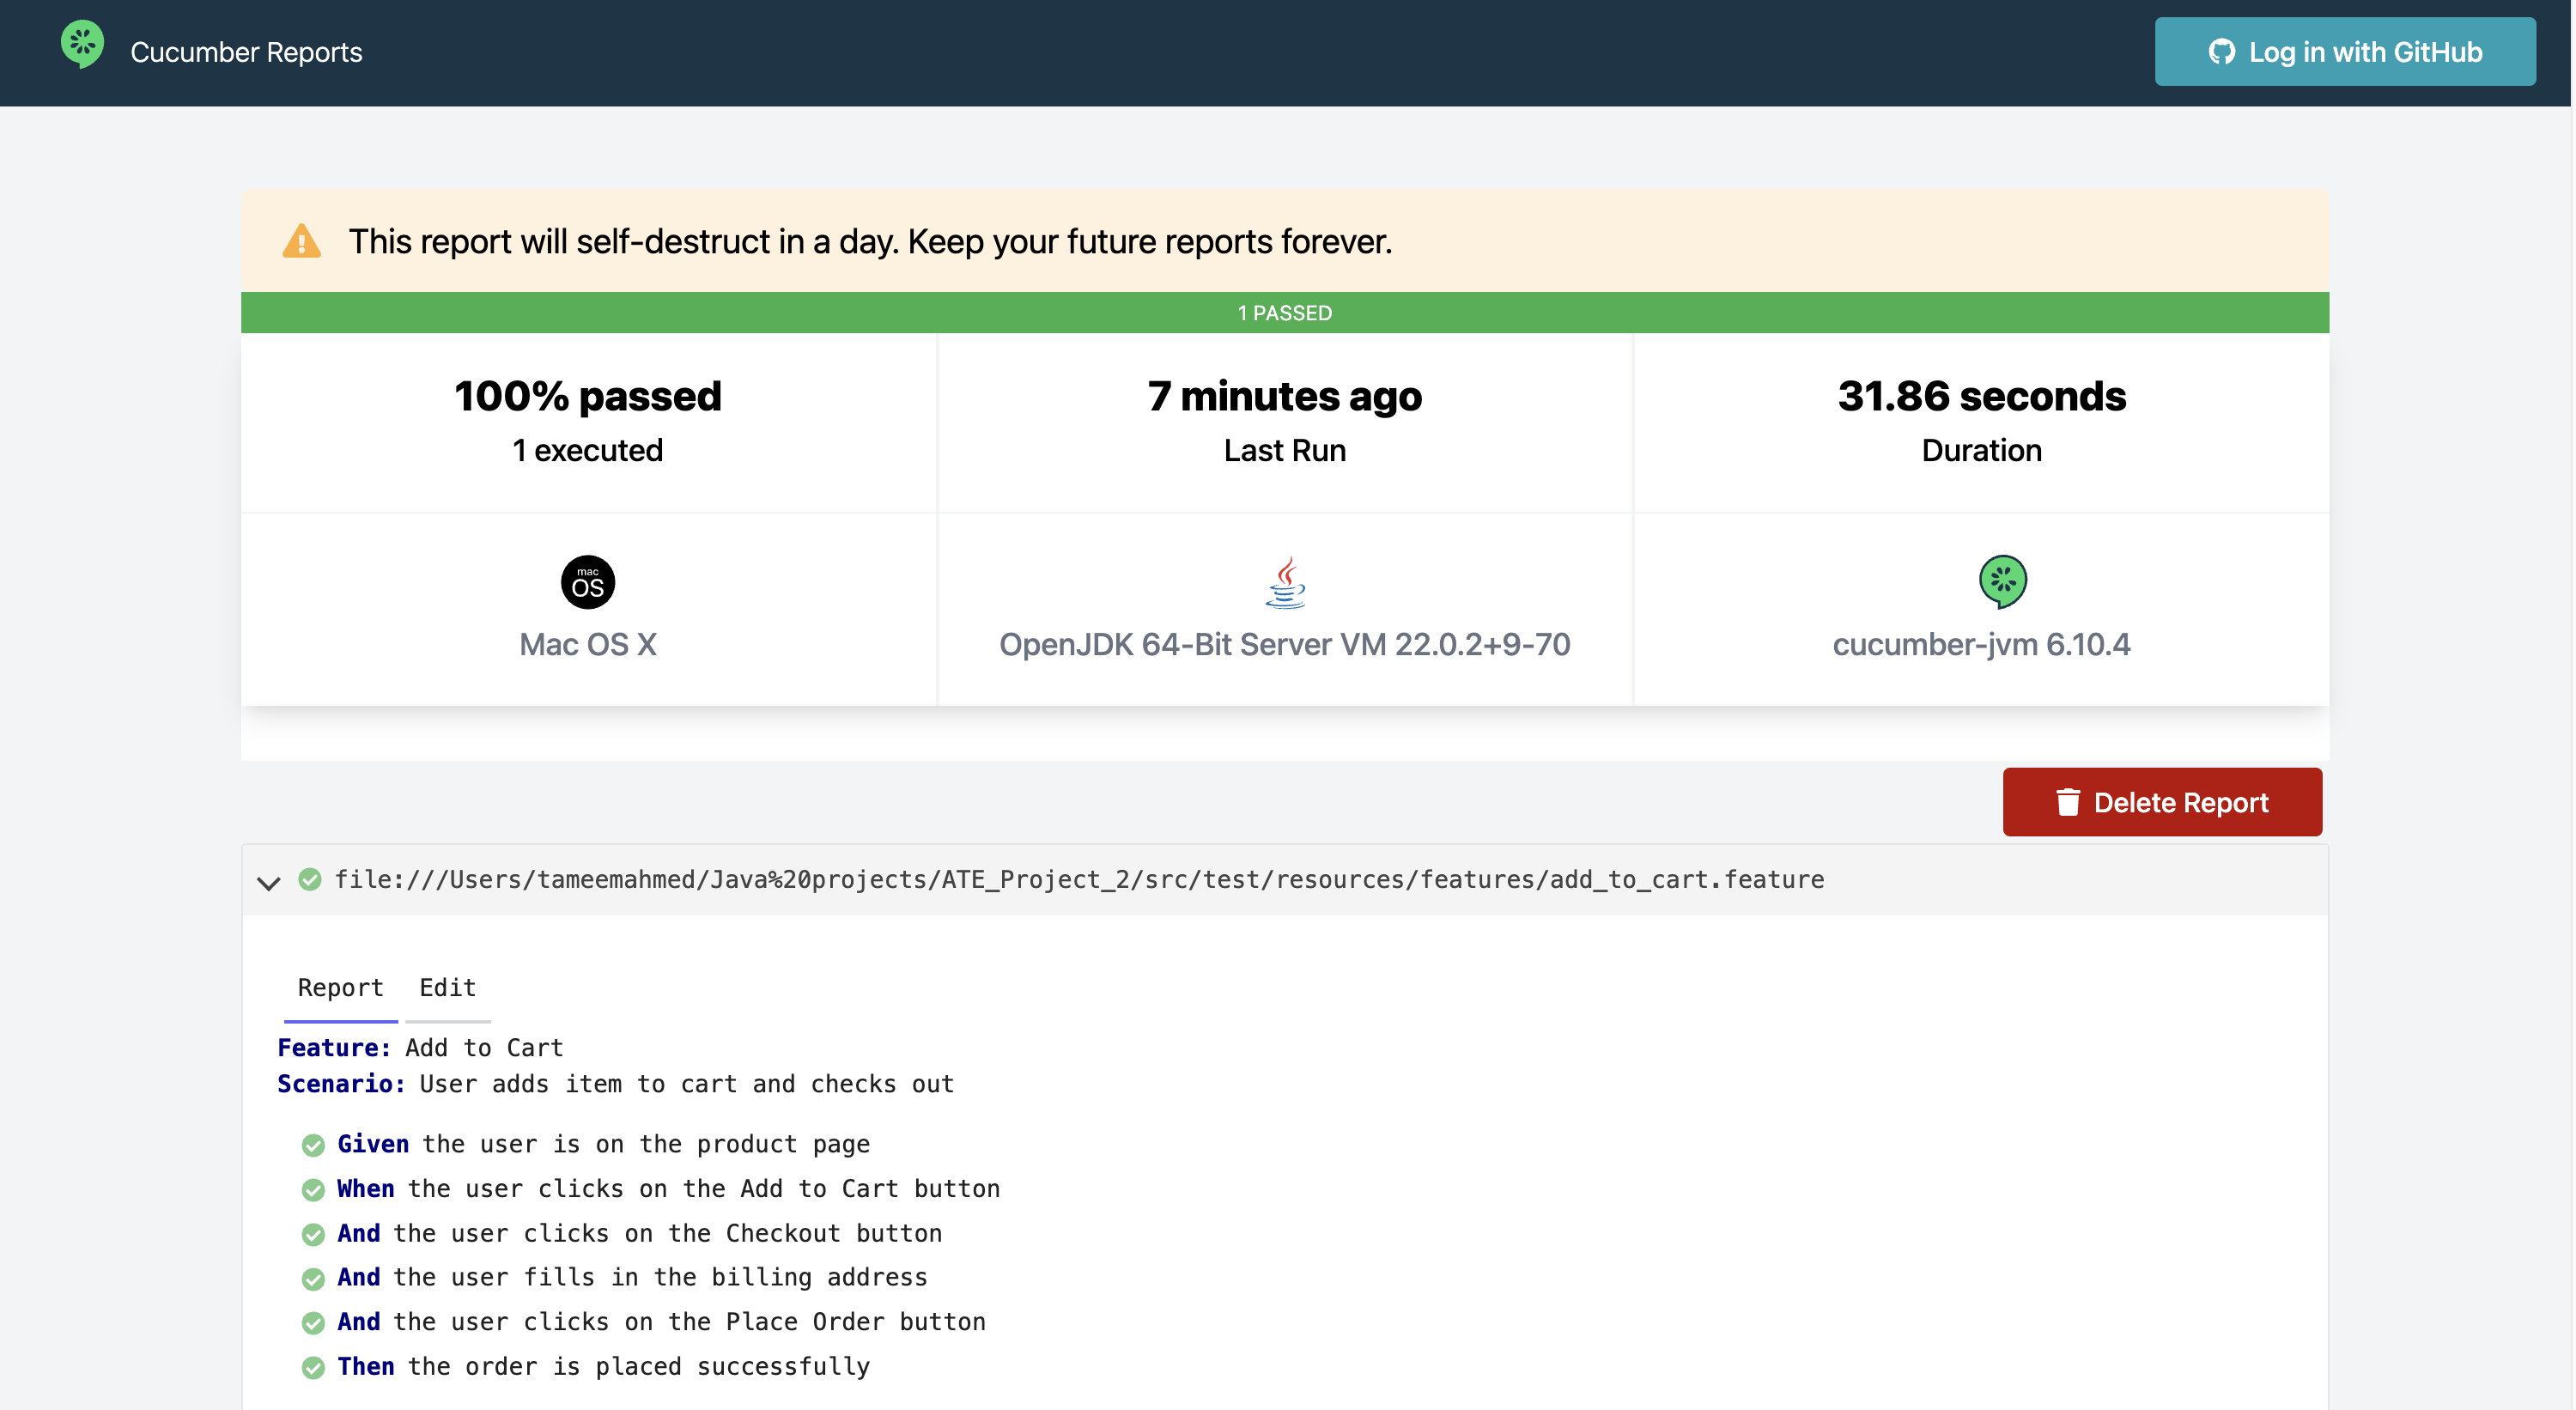 Cucumber Reports
Log in with GitHub
This report will self-destruct in a day. Keep your future reports forever.
1 PASSED
100% passed
1 executed
7 minutes ago
Last Run
31.86 seconds
Duration
mac
OS
Mac OS X
OpenJDK 64-Bit Server VM 22.0.2+9-70
cucumber-jvm 6.10.4
Delete Report
file:///Users/tameemahmed/Java%20projects/ATE_Project_2/src/test/resources/features/add_to_cart.feature
Report Edit
Feature: Add to Cart
Scenario: User adds item to cart and checks out
Given the user is on the product page
When the user clicks on the Add to Cart button
And the user clicks on the Checkout button
And the user fills in the billing address
And the user clicks on the Place Order button
Then the order is placed successfully